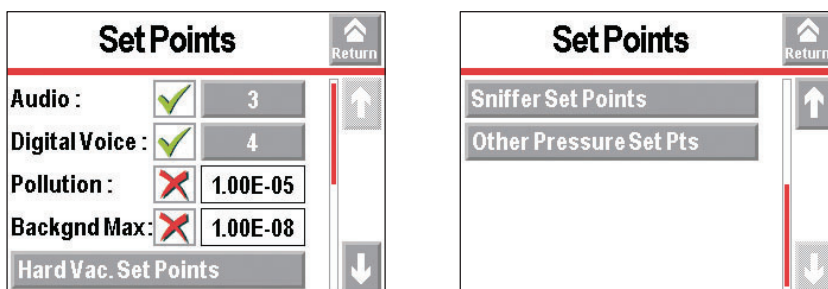 Set Points
Return
Audio :
3
Digital Voice :
4
Pollution :
1.00E-05
Backgnd Max:
1.00E-08
Hard Vac. Set Points
Set Points
Return
Sniffer Set Points
Other Pressure Set Pts